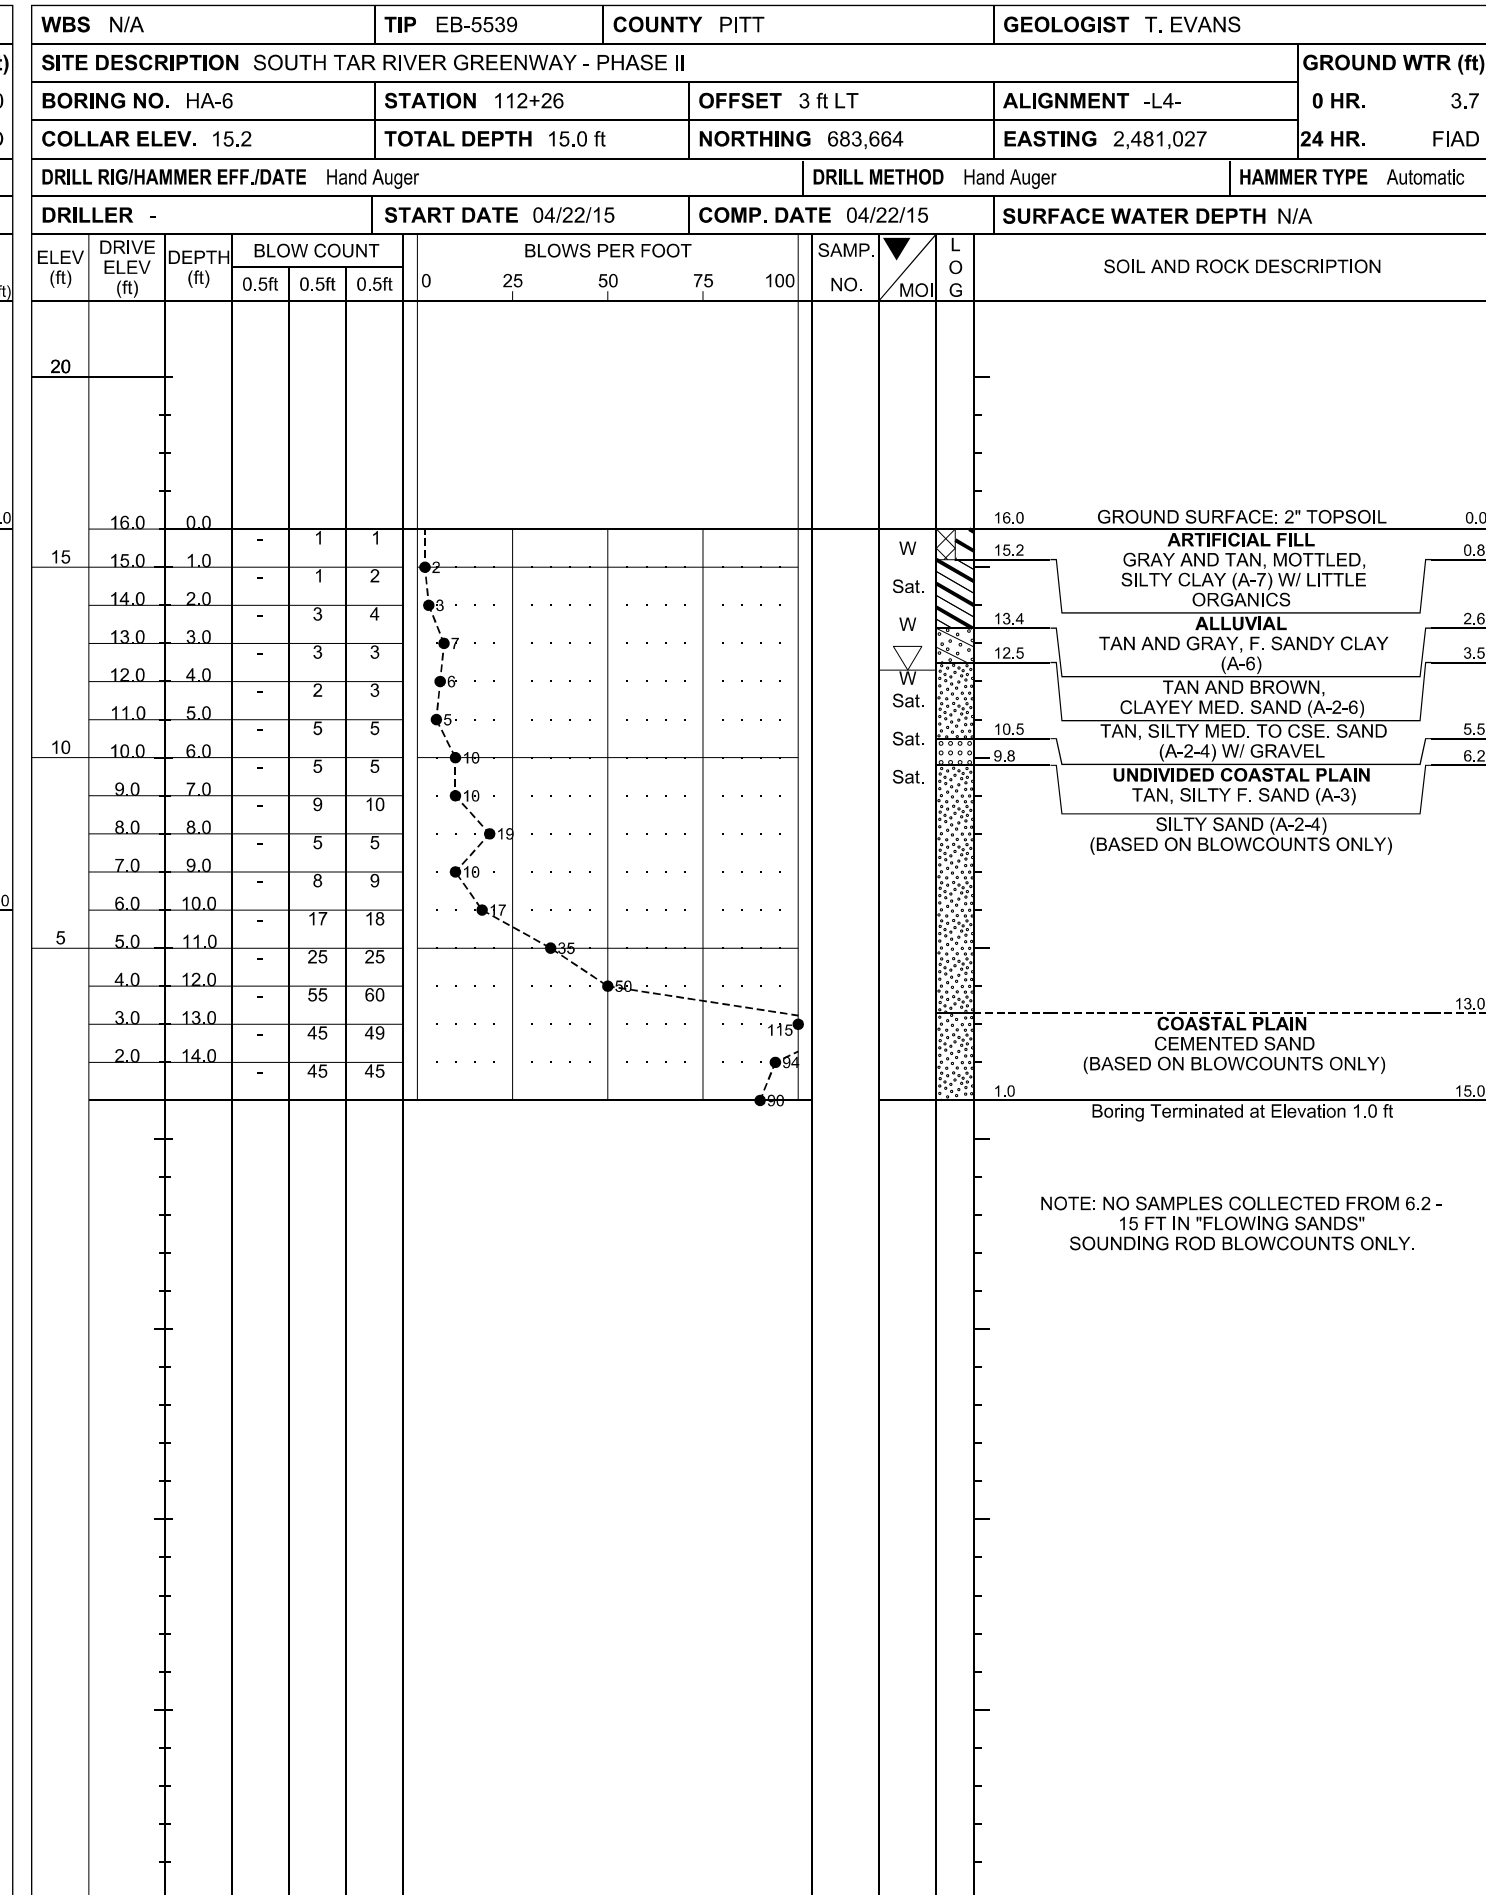 WBS N/A TIP EB-5539 COUNTY PITT GEOLOGIST T. EVANS
SITE DESCRIPTION SOUTH TAR RIVER GREENWAY - PHASE II GROUND WTR (ft)
BORING NO. HA-6 STATION 112+26 OFFSET 3 ft LT ALIGNMENT -L4- 0 HR. 3.7
COLLAR ELEV. 15.2 TOTAL DEPTH 15.0 ft NORTHING 683,664 EASTING 2,481,027 24 HR. FIAD
DRILL RIG/HAMMER EFF./DATE Hand Auger DRILL METHOD Hand Auger HAMMER TYPE Automatic
DRILLER - START DATE 04/22/15 COMP. DATE 04/22/15 SURFACE WATER DEPTH N/A
ELEV (ft) DRIVE ELEV (ft) DEPTH (ft) BLOW COUNT BLOWS PER FOOT SAMP. NO. MOI LOG SOIL AND ROCK DESCRIPTION
0.5ft 0.5ft 0.5ft 0 25 50 75 100
20
16.0 0.0 16.0 GROUND SURFACE: 2" TOPSOIL 0.0
- 1 1 W ARTIFICIAL FILL
15 15.0 1.0 2 15.2 GRAY AND TAN, MOTTLED, 0.8
- 1 2 Sat. SILTY CLAY (A-7) W/ LITTLE
14.0 2.0 3 ORGANICS
- 3 4 W 13.4 ALLUVIAL 2.6
13.0 3.0 7 TAN AND GRAY, F. SANDY CLAY
- 3 3 12.5 (A-6) 3.5
12.0 4.0 6 W TAN AND BROWN,
- 2 3 Sat. CLAYEY MED. SAND (A-2-6)
11.0 5.0 5
- 5 5 Sat. 10.5 TAN, SILTY MED. TO CSE. SAND 5.5
10 10.0 6.0 10 9.8 (A-2-4) W/ GRAVEL 6.2
- 5 5 Sat. UNDIVIDED COASTAL PLAIN
9.0 7.0 10 TAN, SILTY F. SAND (A-3)
- 9 10
8.0 8.0 19 SILTY SAND (A-2-4)
- 5 5 (BASED ON BLOWCOUNTS ONLY)
7.0 9.0 10
- 8 9
6.0 10.0 17
- 17 18
5 5.0 11.0 35
- 25 25
4.0 12.0 50
- 55 60 13.0
3.0 13.0 115 COASTAL PLAIN
- 45 49 CEMENTED SAND
2.0 14.0 94 (BASED ON BLOWCOUNTS ONLY)
- 45 45
90 1.0 15.0
Boring Terminated at Elevation 1.0 ft
NOTE: NO SAMPLES COLLECTED FROM 6.2 -
15 FT IN "FLOWING SANDS"
SOUNDING ROD BLOWCOUNTS ONLY.